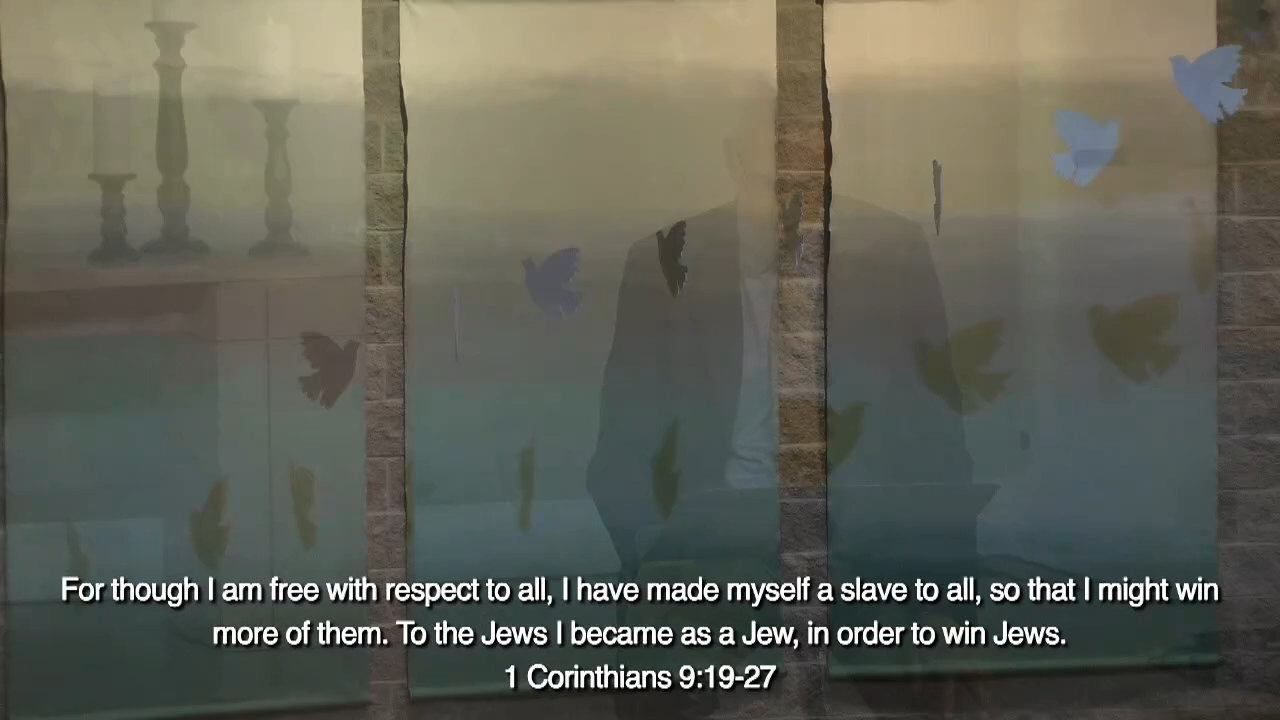 For though I am free with respect to all, I have made myself a slave to all, so that I might win
more of them. To the Jews I became as a Jew, in order to win Jews.
1 Corinthians 9:19-27